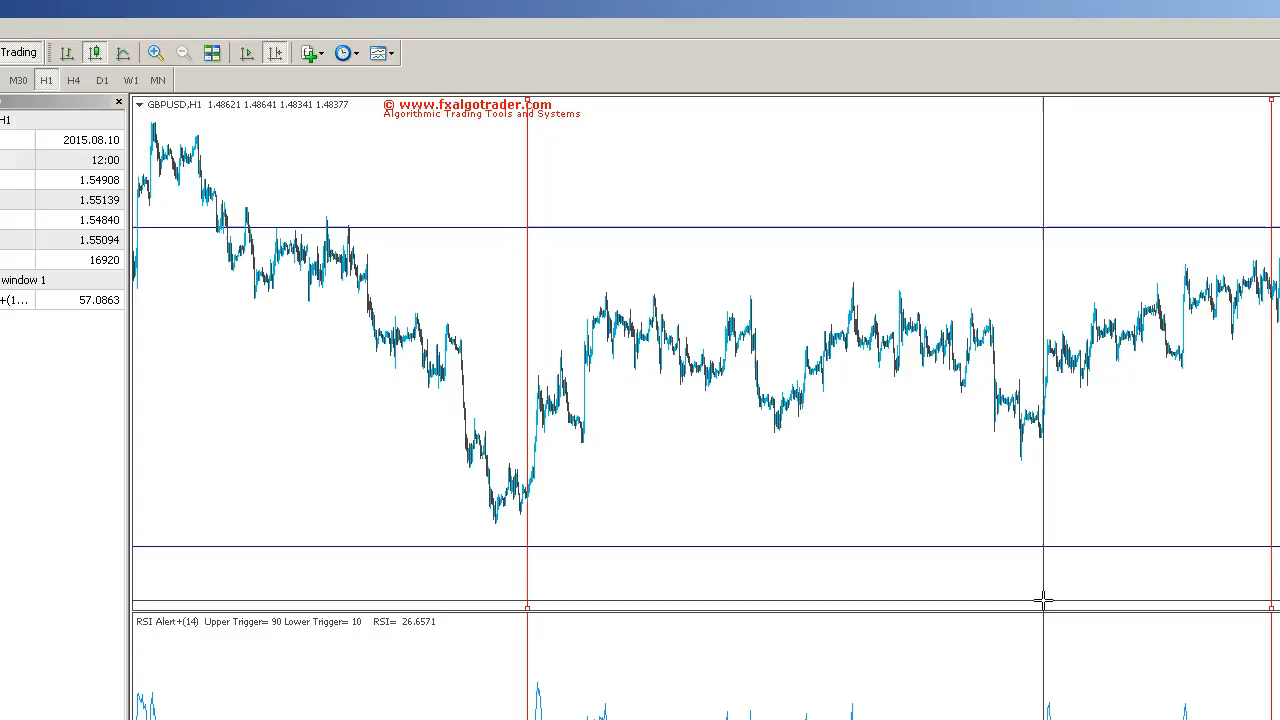 Trading
M30 H1 H4 D1 W1 MN
GBPUSD,H1 1.48621 1.48641 1.48341 1.48377
© www.fxalgotrader.com
Algorithmic Trading Tools and Systems
H1
2015.08.10
12:00
1.54908
1.55139
1.54840
1.55094
16920
window 1
+(1... 57.0863
RSI Alert+(14) Upper Trigger= 90 Lower Trigger= 10 RSI= 26.6571